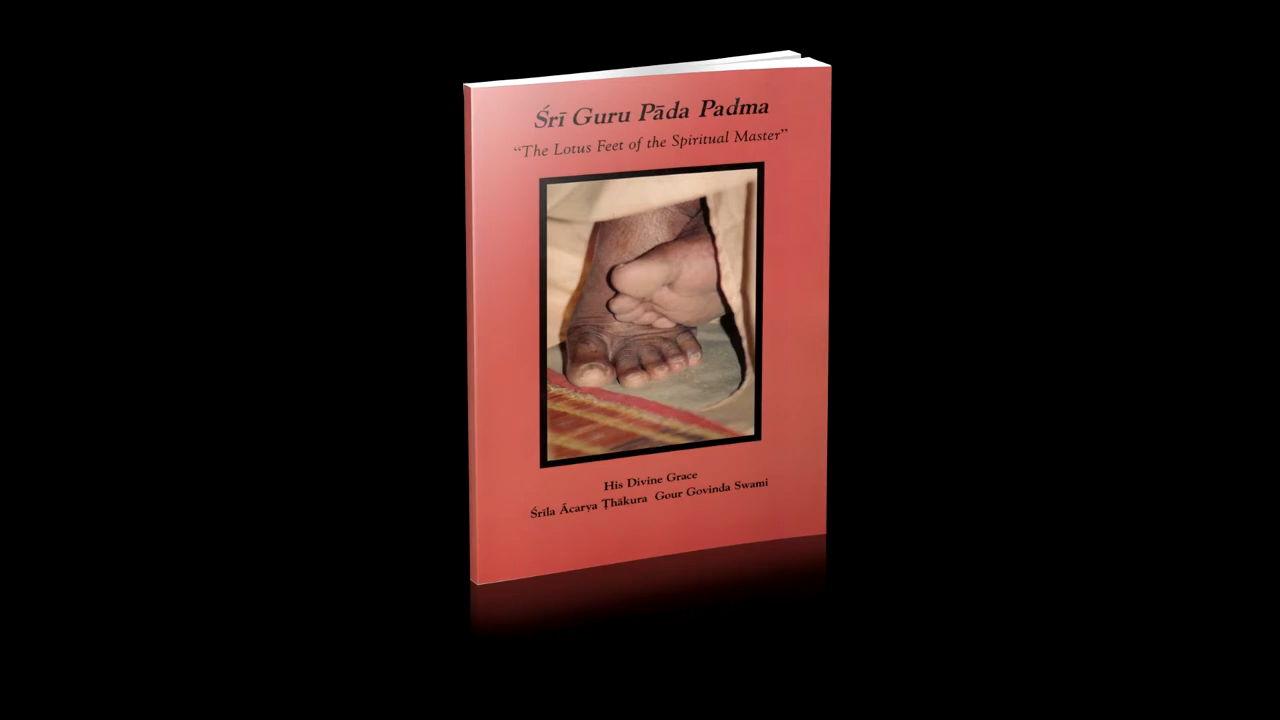 Śrī Guru Pāda Padma
“The Lotus Feet of the Spiritual Master”
His Divine Grace
Śrīla Ācarya Ṭhākura Gour Govinda Swami